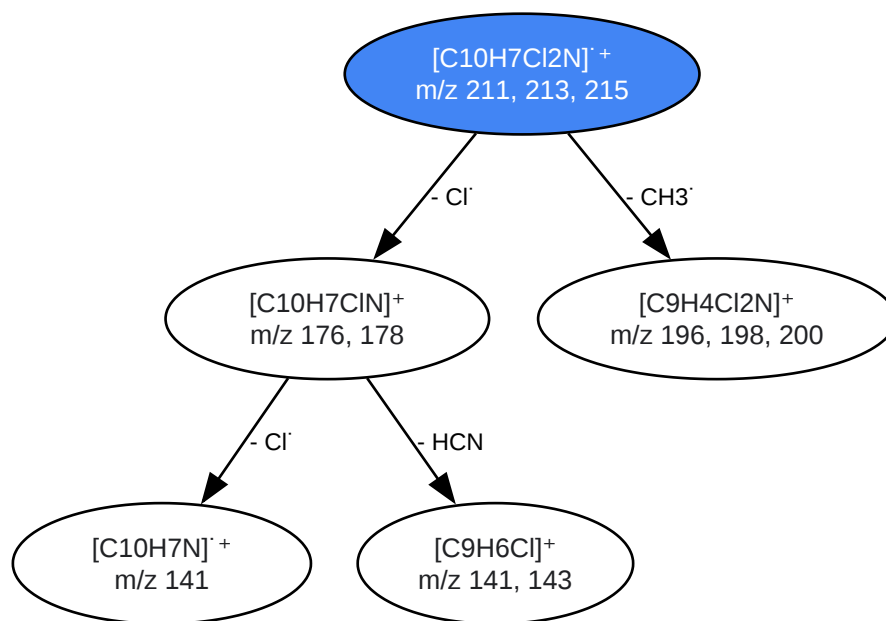 [C10H7Cl2N]˙⁺
m/z 211, 213, 215
- Cl˙
- CH3˙
[C10H7ClN]⁺
m/z 176, 178
[C9H4Cl2N]⁺
m/z 196, 198, 200
- Cl˙
- HCN
[C10H7N]˙⁺
m/z 141
[C9H6Cl]⁺
m/z 141, 143